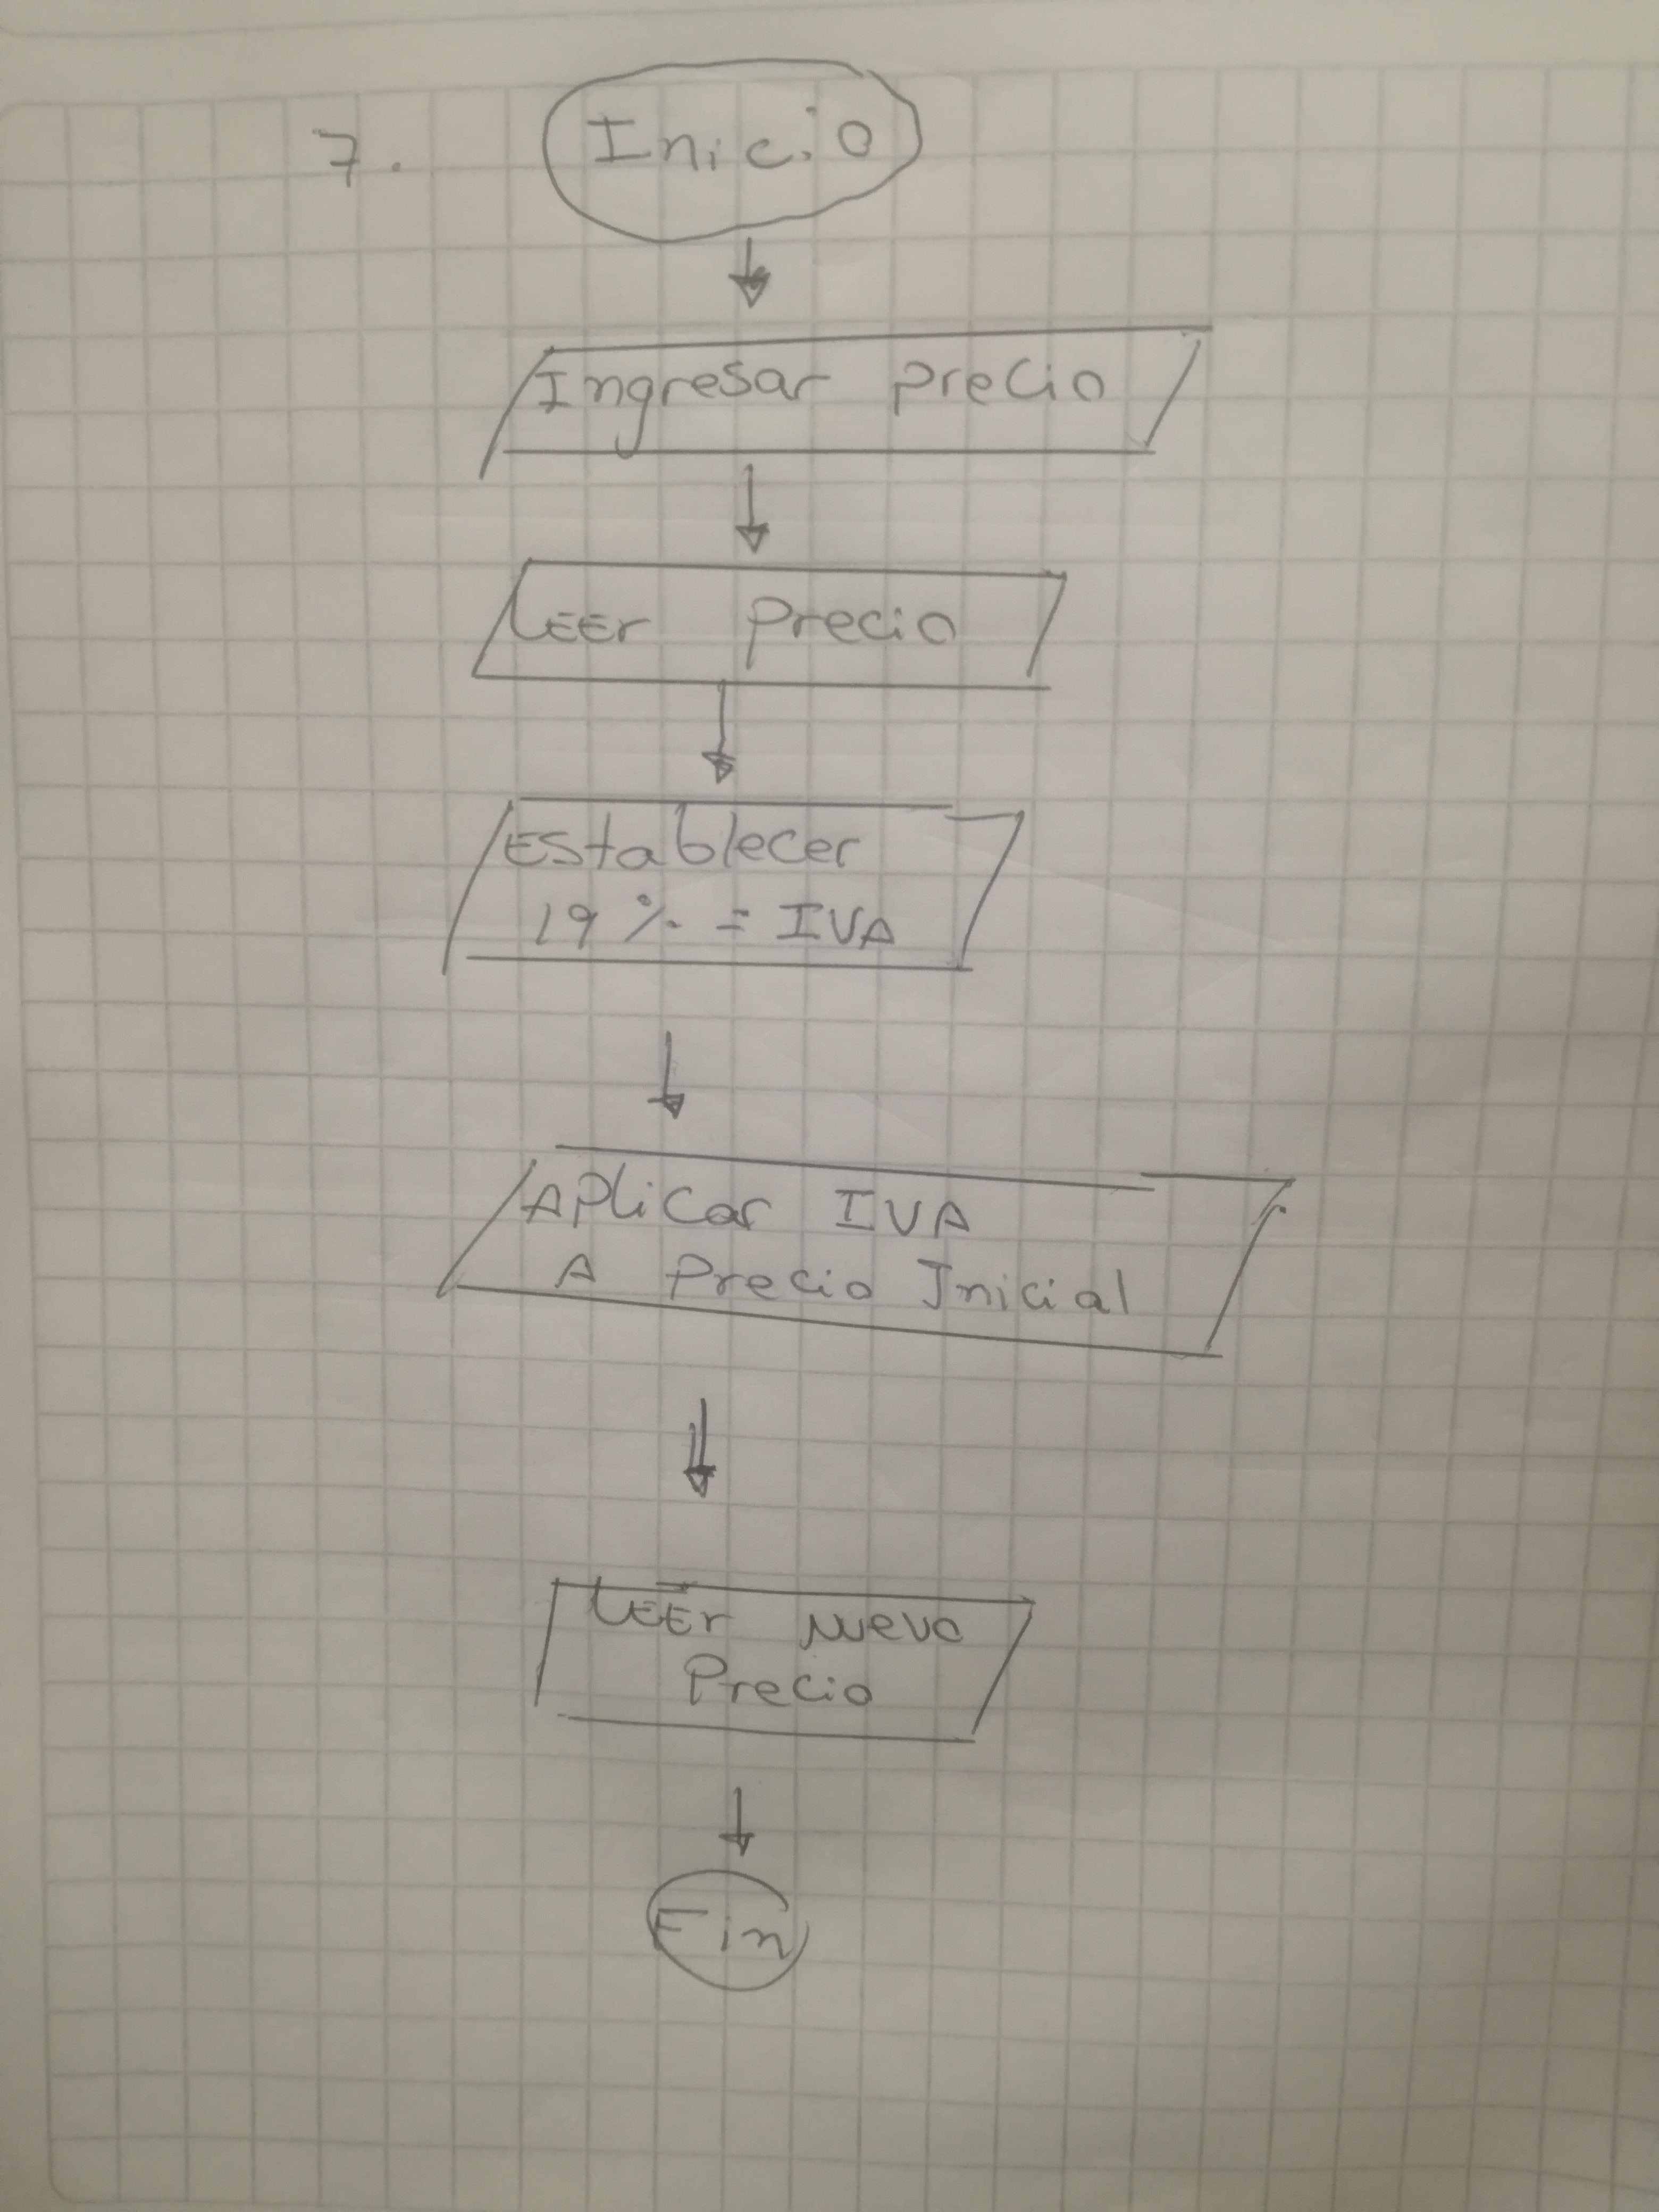 7. Inicio
Ingresar precio
LEEr Precio
Establecer
19 % = IVA
Aplicar IVA
A Precio Inicial
LEEr nuevo
Precio
Fin